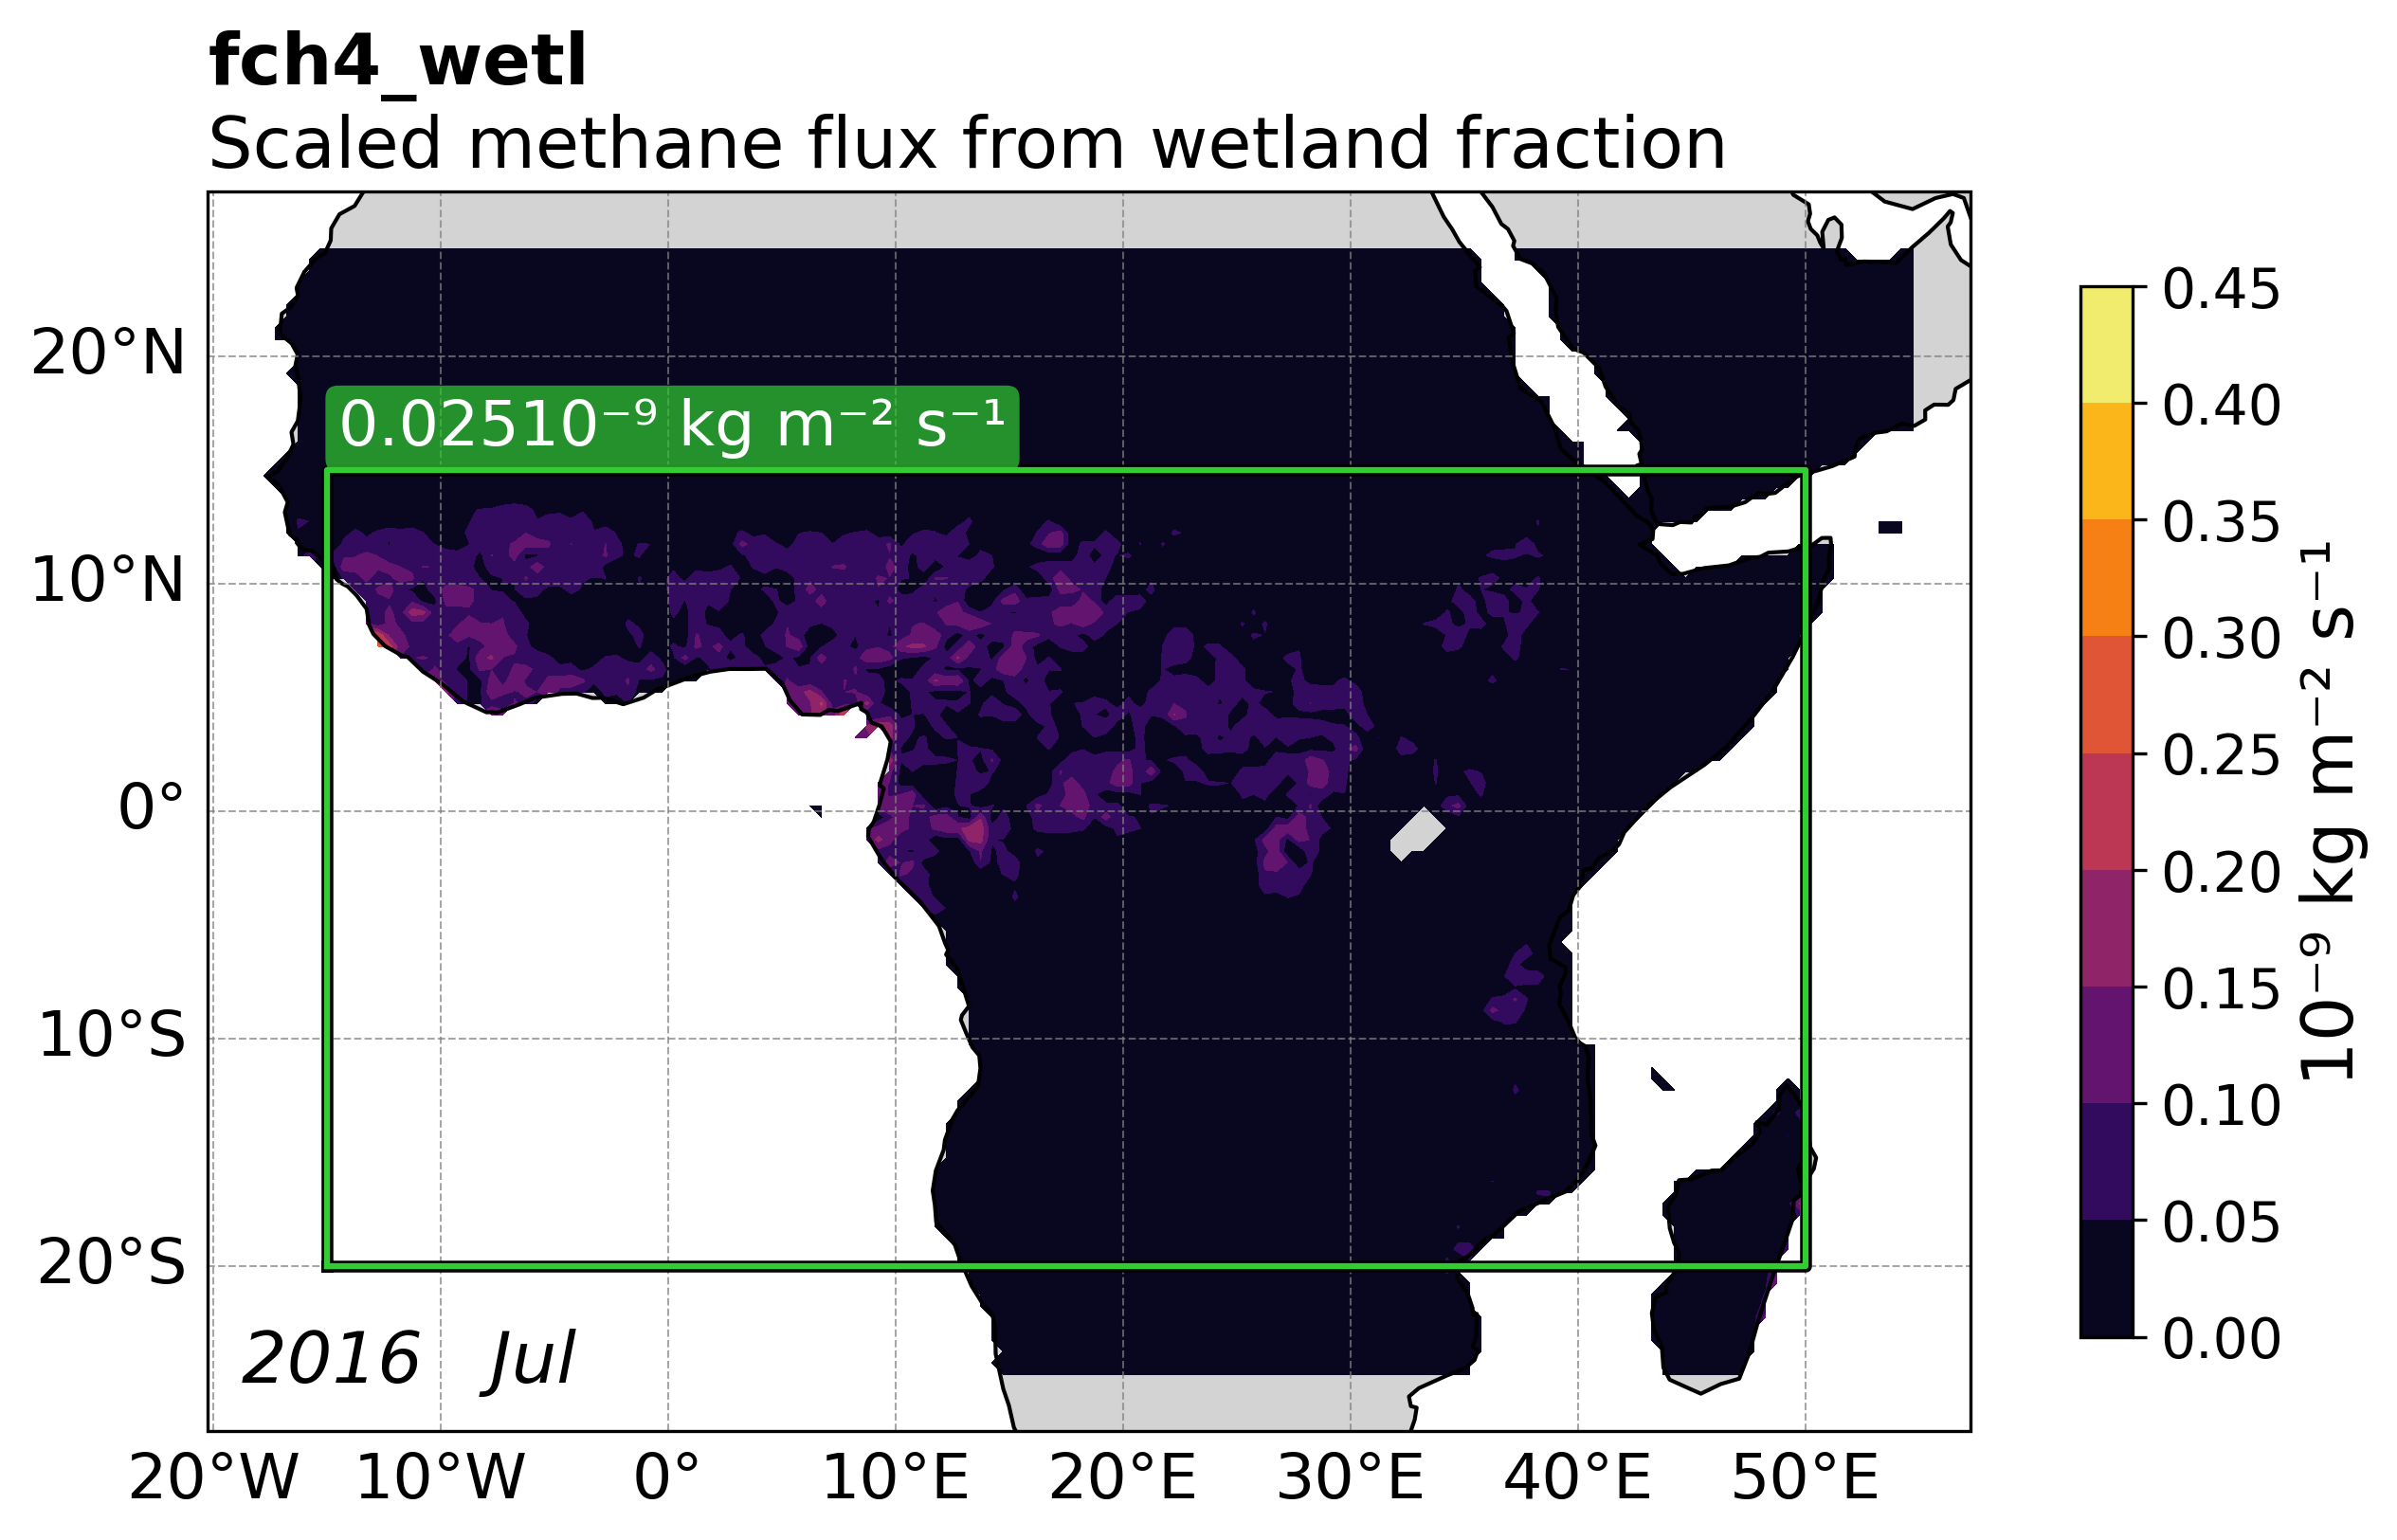 fch4_wetl
Scaled methane flux from wetland fraction
20°N
10°N
0°
10°S
20°S
0.02510⁻⁹ kg m⁻² s⁻¹
2016 Jul
20°W 10°W 0° 10°E 20°E 30°E 40°E 50°E
0.45
0.40
0.35
0.30
0.25
0.20
0.15
0.10
0.05
0.00
10⁻⁹ kg m⁻² s⁻¹